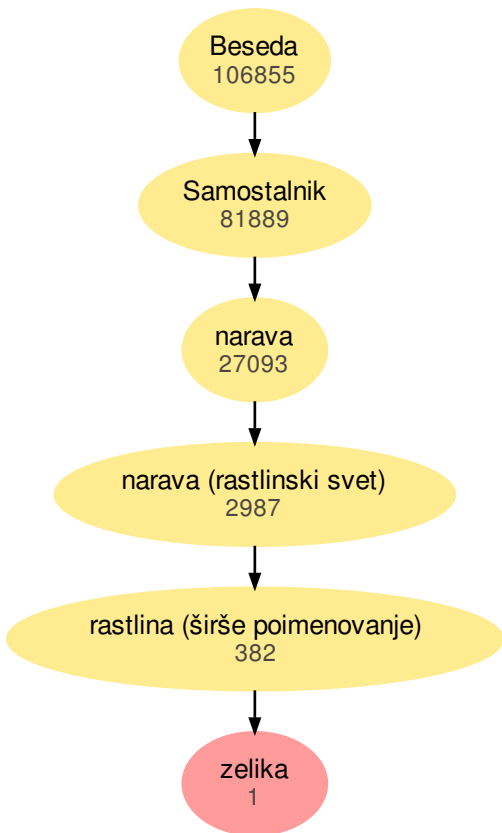 Beseda
106855
Samostalnik
81889
narava
27093
narava (rastlinski svet)
2987
rastlina (širše poimenovanje)
382
zelika
1